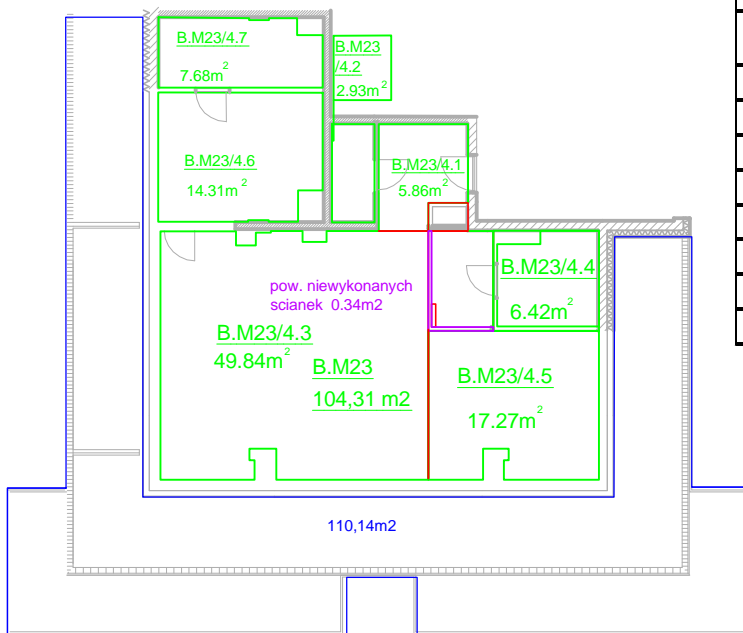 B.M23/4.7
7.68m²
B.M23
/4.2
2.93m²
B.M23/4.6
14.31m²
B.M23/4.1
5.86m²
pow. niewykonanych
scianek 0.34m2
B.M23/4.4
6.42m²
B.M23/4.3
49.84m²
B.M23
104,31 m2
B.M23/4.5
17.27m²
110,14m2